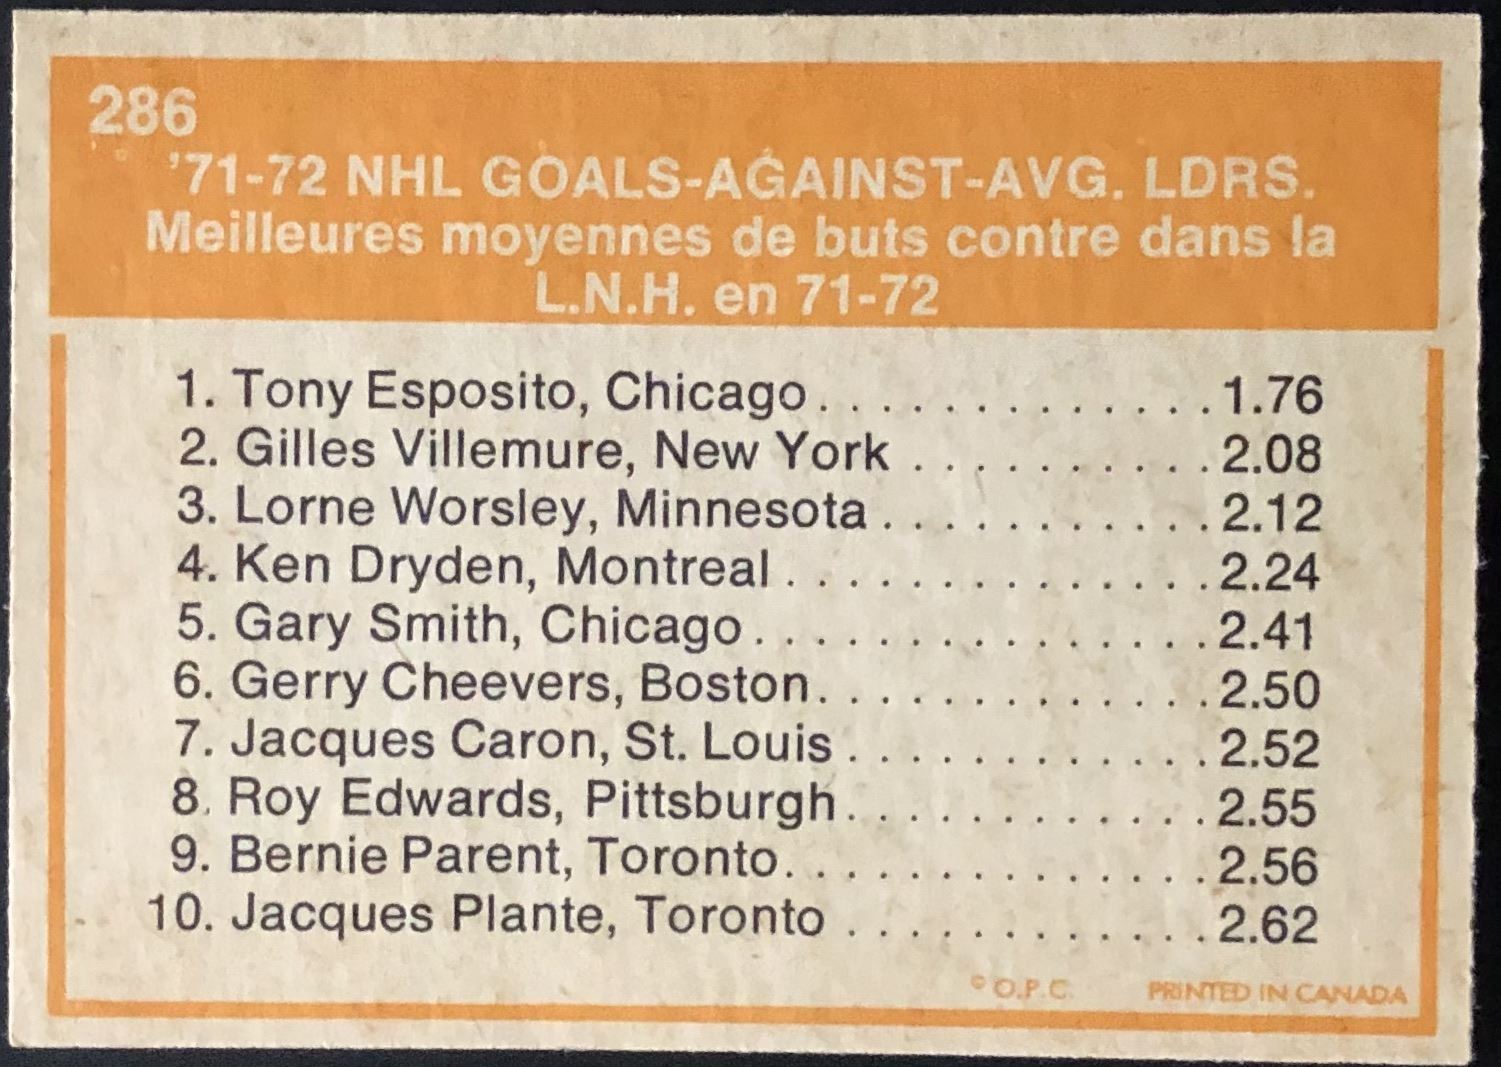 286
'71-72 NHL GOALS-AGAINST-AVG. LDRS.
Meilleures moyennes de buts contre dans la
L.N.H. en 71-72
1. Tony Esposito, Chicago . . . . . . . . . . . . . . 1.76
2. Gilles Villemure, New York . . . . . . . . . . 2.08
3. Lorne Worsley, Minnesota . . . . . . . . . . . 2.12
4. Ken Dryden, Montreal . . . . . . . . . . . . . . 2.24
5. Gary Smith, Chicago . . . . . . . . . . . . . . . 2.41
6. Gerry Cheevers, Boston . . . . . . . . . . . . . 2.50
7. Jacques Caron, St. Louis . . . . . . . . . . . . 2.52
8. Roy Edwards, Pittsburgh . . . . . . . . . . . . 2.55
9. Bernie Parent, Toronto . . . . . . . . . . . . . . 2.56
10. Jacques Plante, Toronto . . . . . . . . . . . . 2.62
© O.P.C. PRINTED IN CANADA